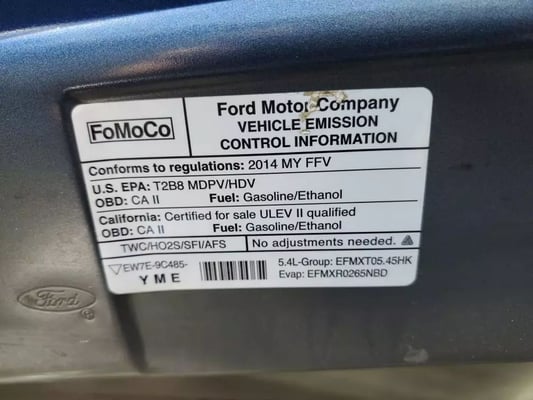 FoMoCo
Ford Motor Company
VEHICLE EMISSION
CONTROL INFORMATION
Conforms to regulations: 2014 MY FFV
U.S. EPA: T2B8 MDPV/HDV
OBD: CA II Fuel: Gasoline/Ethanol
California: Certified for sale ULEV II qualified
OBD: CA II Fuel: Gasoline/Ethanol
TWC/HO2S/SFI/AFS No adjustments needed.
EW7E-9C485-
YME
5.4L-Group: EFMXT05.45HK
Evap: EFMXR0265NBD
Ford